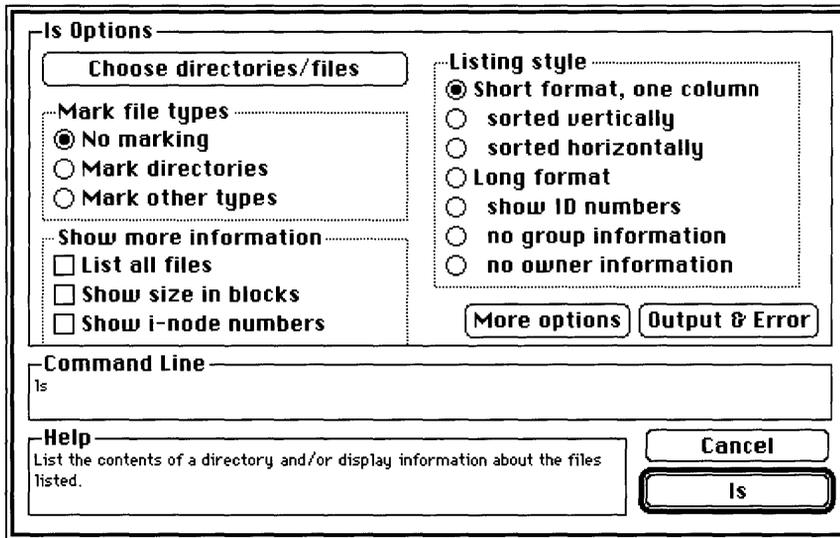 ls Options
Choose directories/files
Mark file types
No marking
Mark directories
Mark other types
Show more information
List all files
Show size in blocks
Show i-node numbers
Listing style
Short format, one column
sorted vertically
sorted horizontally
Long format
show ID numbers
no group information
no owner information
More options
Output & Error
Command Line
ls
Help
List the contents of a directory and/or display information about the files
listed.
Cancel
ls